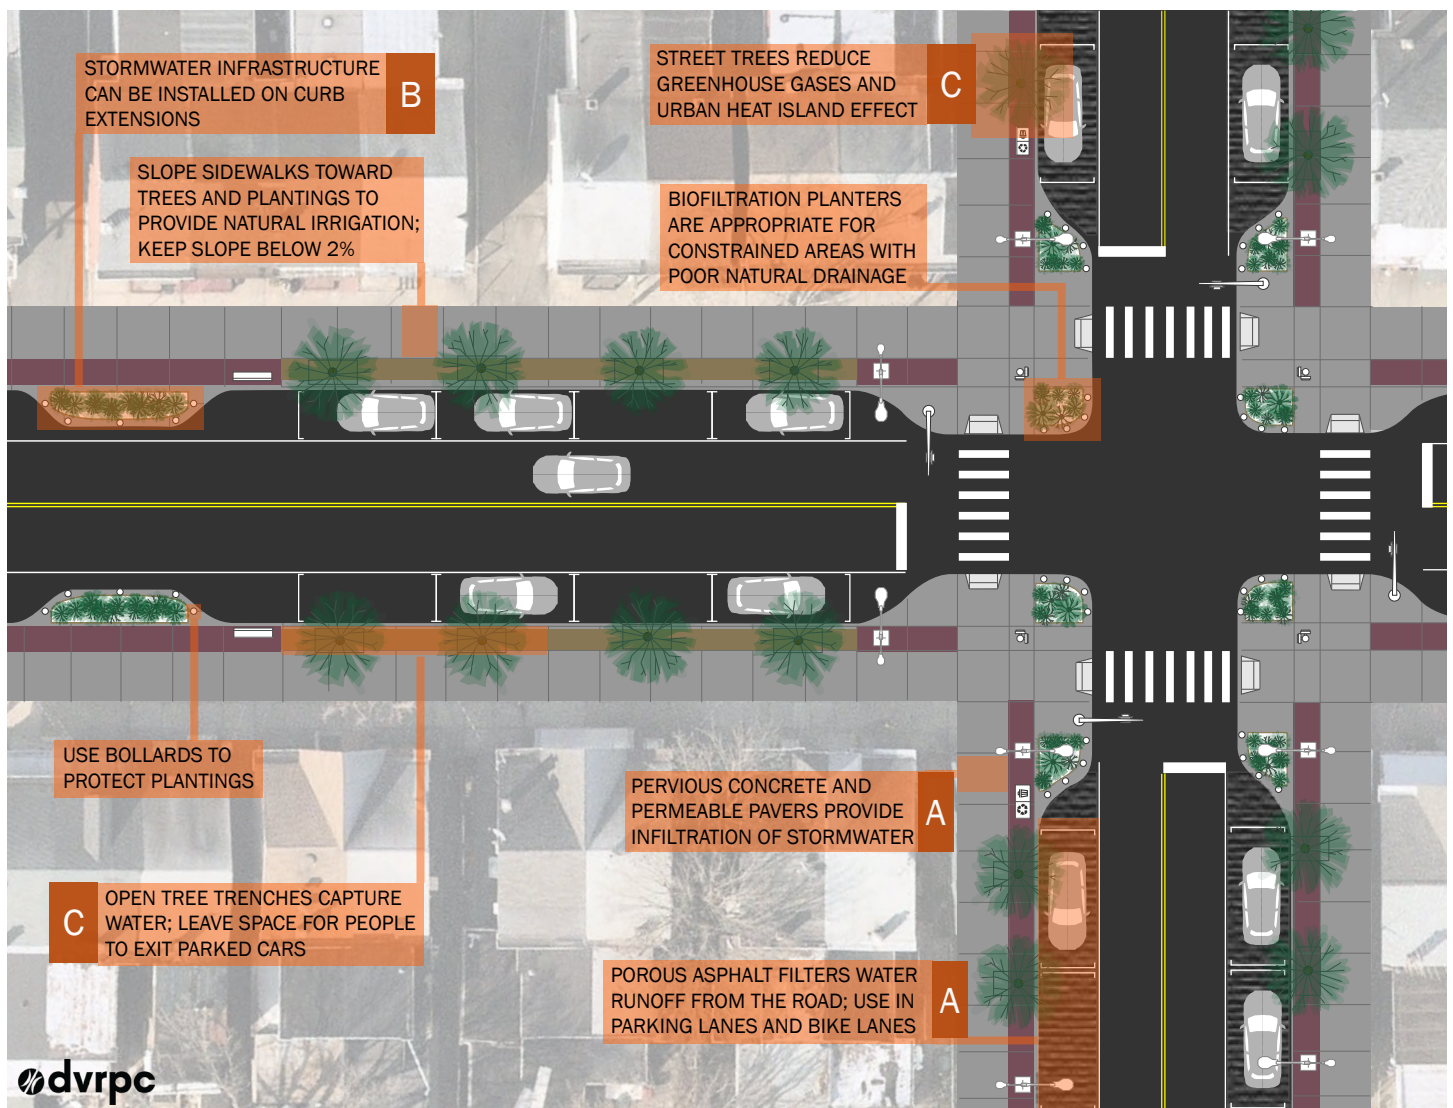 STORMWATER INFRASTRUCTURE
CAN BE INSTALLED ON CURB
EXTENSIONS
B
SLOPE SIDEWALKS TOWARD
TREES AND PLANTINGS TO
PROVIDE NATURAL IRRIGATION;
KEEP SLOPE BELOW 2%
STREET TREES REDUCE
GREENHOUSE GASES AND
URBAN HEAT ISLAND EFFECT
C
BIOFILTRATION PLANTERS
ARE APPROPRIATE FOR
CONSTRAINED AREAS WITH
POOR NATURAL DRAINAGE
USE BOLLARDS TO
PROTECT PLANTINGS
PERVIOUS CONCRETE AND
PERMEABLE PAVERS PROVIDE
INFILTRATION OF STORMWATER
A
C
OPEN TREE TRENCHES CAPTURE
WATER; LEAVE SPACE FOR PEOPLE
TO EXIT PARKED CARS
POROUS ASPHALT FILTERS WATER
RUNOFF FROM THE ROAD; USE IN
PARKING LANES AND BIKE LANES
A
dvrpc